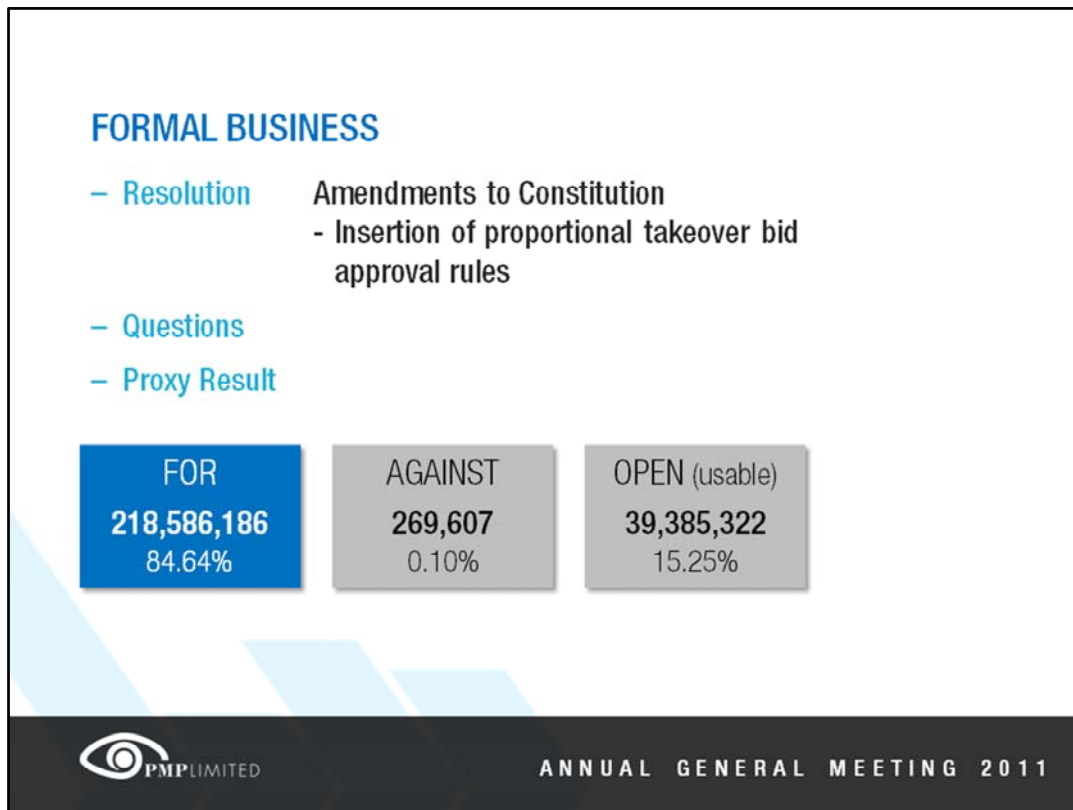 FORMAL BUSINESS
– Resolution Amendments to Constitution
- Insertion of proportional takeover bid
approval rules
– Questions
– Proxy Result
FOR
218,586,186
84.64%
AGAINST
269,607
0.10%
OPEN (usable)
39,385,322
15.25%
PMPLIMITED
ANNUAL GENERAL MEETING 2011